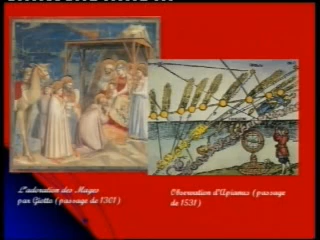 L'adoration des Mages
par Giotto (passage de 1301)
Observation d'Apianus (passage
de 1531)